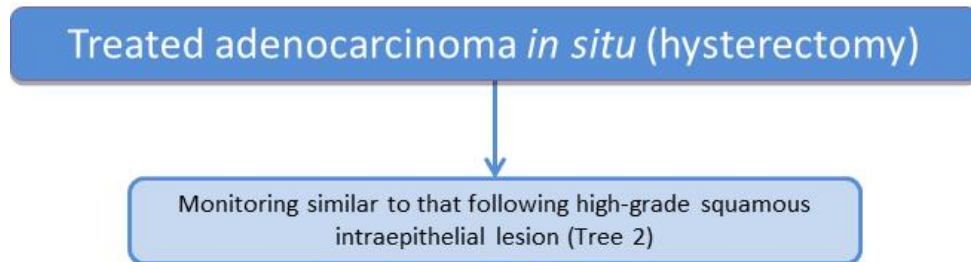 Treated adenocarcinoma in situ (hysterectomy)
Monitoring similar to that following high-grade squamous
intraepithelial lesion (Tree 2)